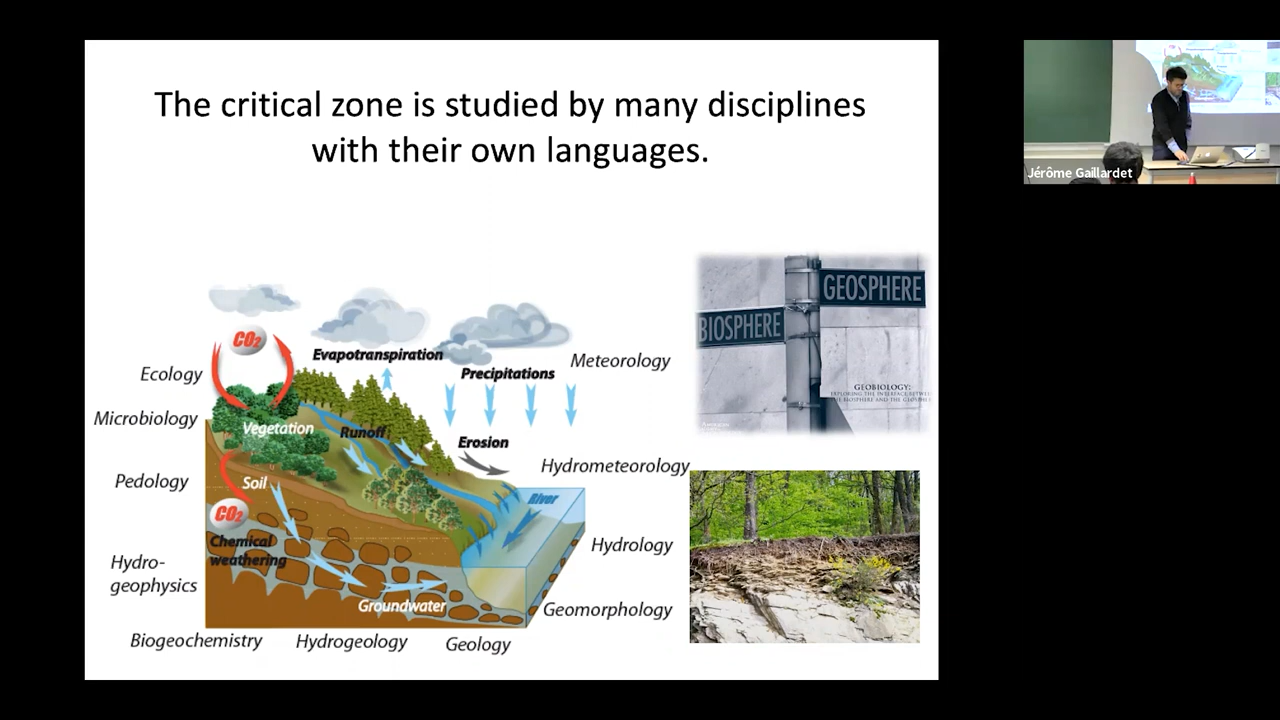 The critical zone is studied by many disciplines
with their own languages.
CO2
Evapotranspiration
Precipitations
Meteorology
Ecology
Microbiology
Vegetation
Runoff
Erosion
Hydrometeorology
Pedology
Soil
River
CO2
Chemical
weathering
Hydrology
Hydro-
geophysics
Groundwater
Geomorphology
Biogeochemistry
Hydrogeology
Geology
GEOSPHERE
BIOSPHERE
GEOBIOLOGY:
EXPLORING THE INTERFACE BETWE
THE BIOSPHERE AND THE GEOSPHE
Jérôme Gaillardet